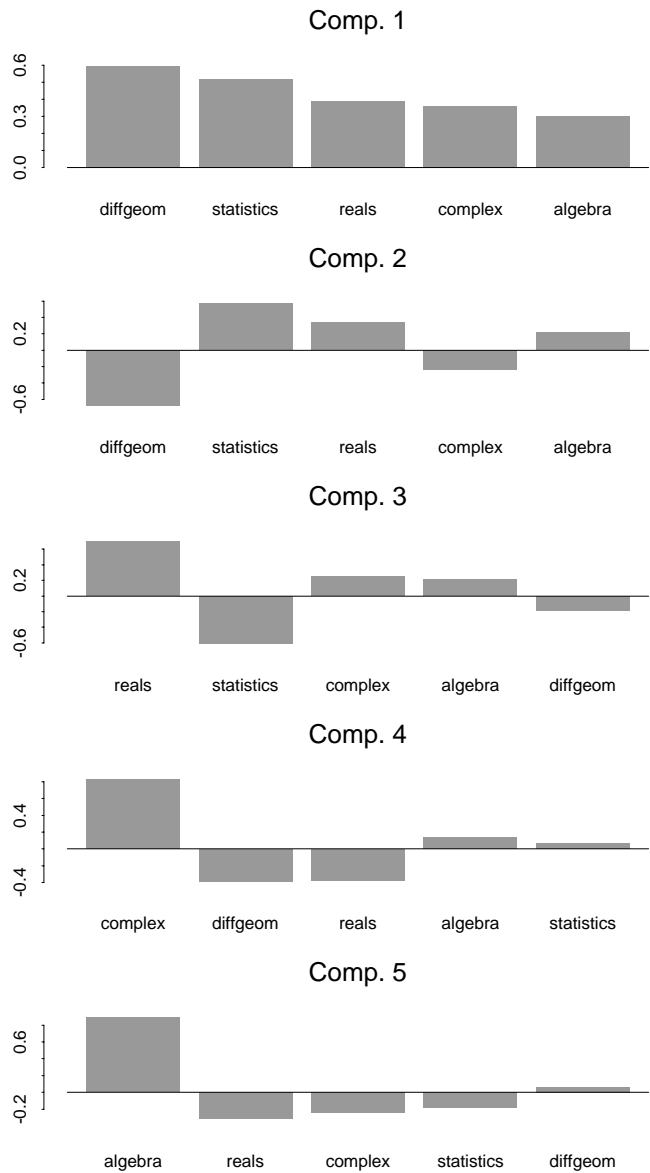 Comp. 1
0.6
0.3
0.0
diffgeom statistics reals complex algebra
Comp. 2
0.2
-0.6
diffgeom statistics reals complex algebra
Comp. 3
0.2
-0.6
reals statistics complex algebra diffgeom
Comp. 4
0.4
-0.4
complex diffgeom reals algebra statistics
Comp. 5
0.6
-0.2
algebra reals complex statistics diffgeom